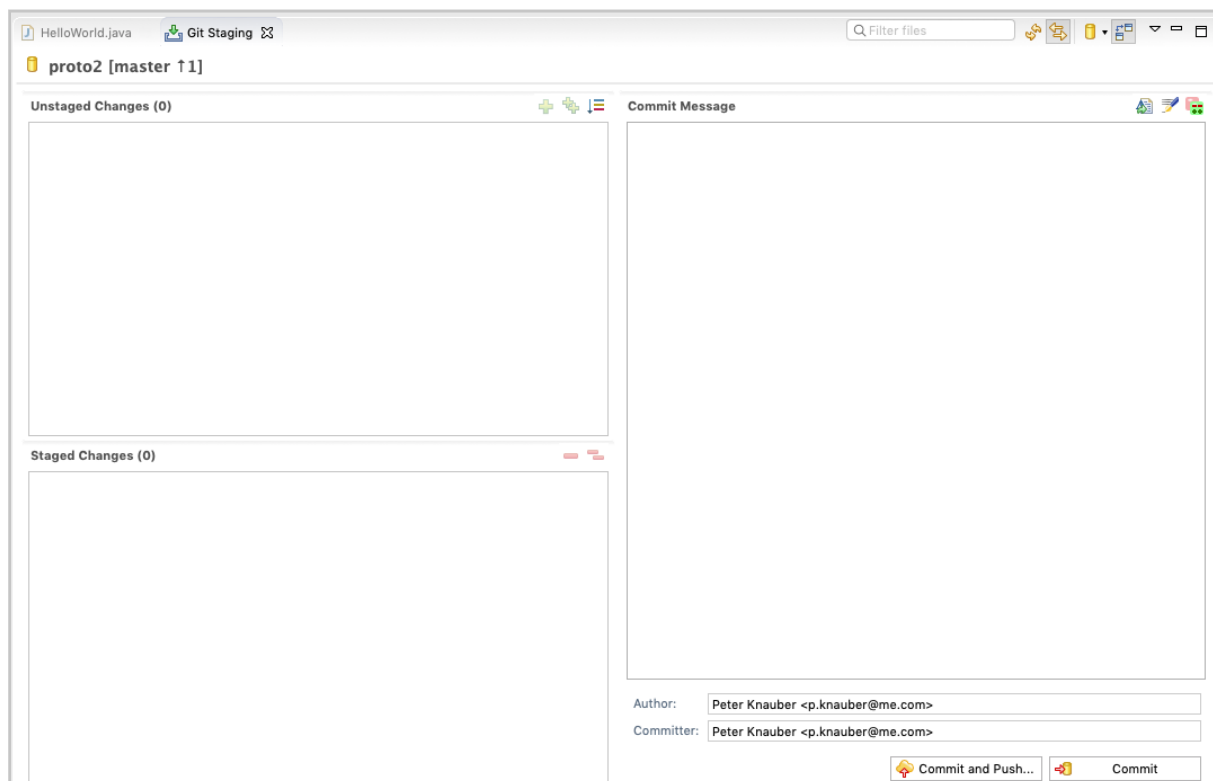 HelloWorld.java
Git Staging
Filter files
proto2 [master ↑1]
Unstaged Changes (0)
Commit Message
Staged Changes (0)
Author: Peter Knauber <p.knauber@me.com>
Committer: Peter Knauber <p.knauber@me.com>
Commit and Push...
Commit